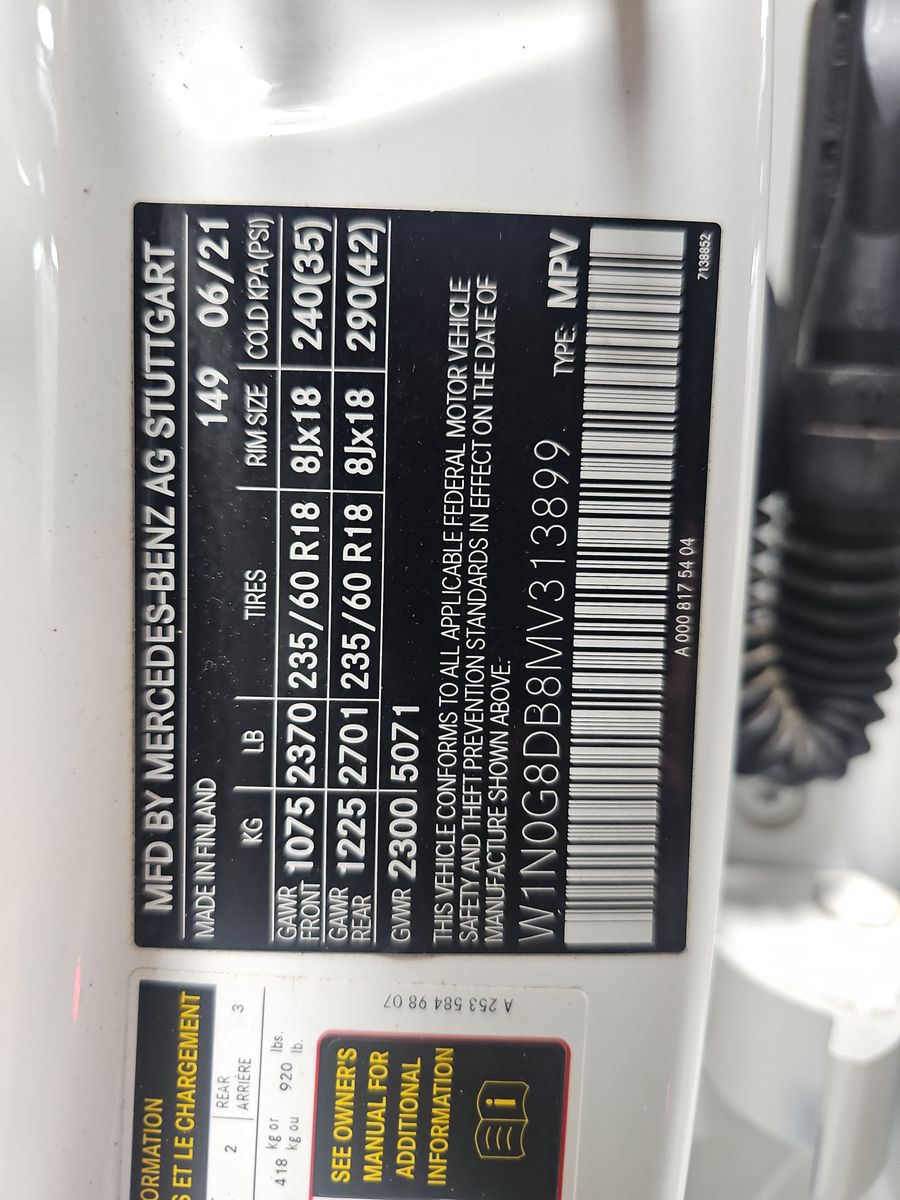 MFD BY MERCEDES-BENZ AG STUTTGART
MADE IN FINLAND 149 06/21
KG LB TIRES RIM SIZE COLD KPA(PSI)
GAWR FRONT 1075 2370 235/60 R18 8Jx18 240(35)
GAWR REAR 1225 2701 235/60 R18 8Jx18 290(42)
GVWR 2300 5071
THIS VEHICLE CONFORMS TO ALL APPLICABLE FEDERAL MOTOR VEHICLE
SAFETY AND THEFT PREVENTION STANDARDS IN EFFECT ON THE DATE OF
MANUFACTURE SHOWN ABOVE.
W1N0G8DB8MV313899 TYPE: MPV
A 000 817 54 04
7138852
ORMATION
S ET LE CHARGEMENT
2 REAR ARRIÈRE 3
418 kg or kg ou 920 lbs. lb.
A 253 584 98 07
SEE OWNER'S
MANUAL FOR
ADDITIONAL
INFORMATION